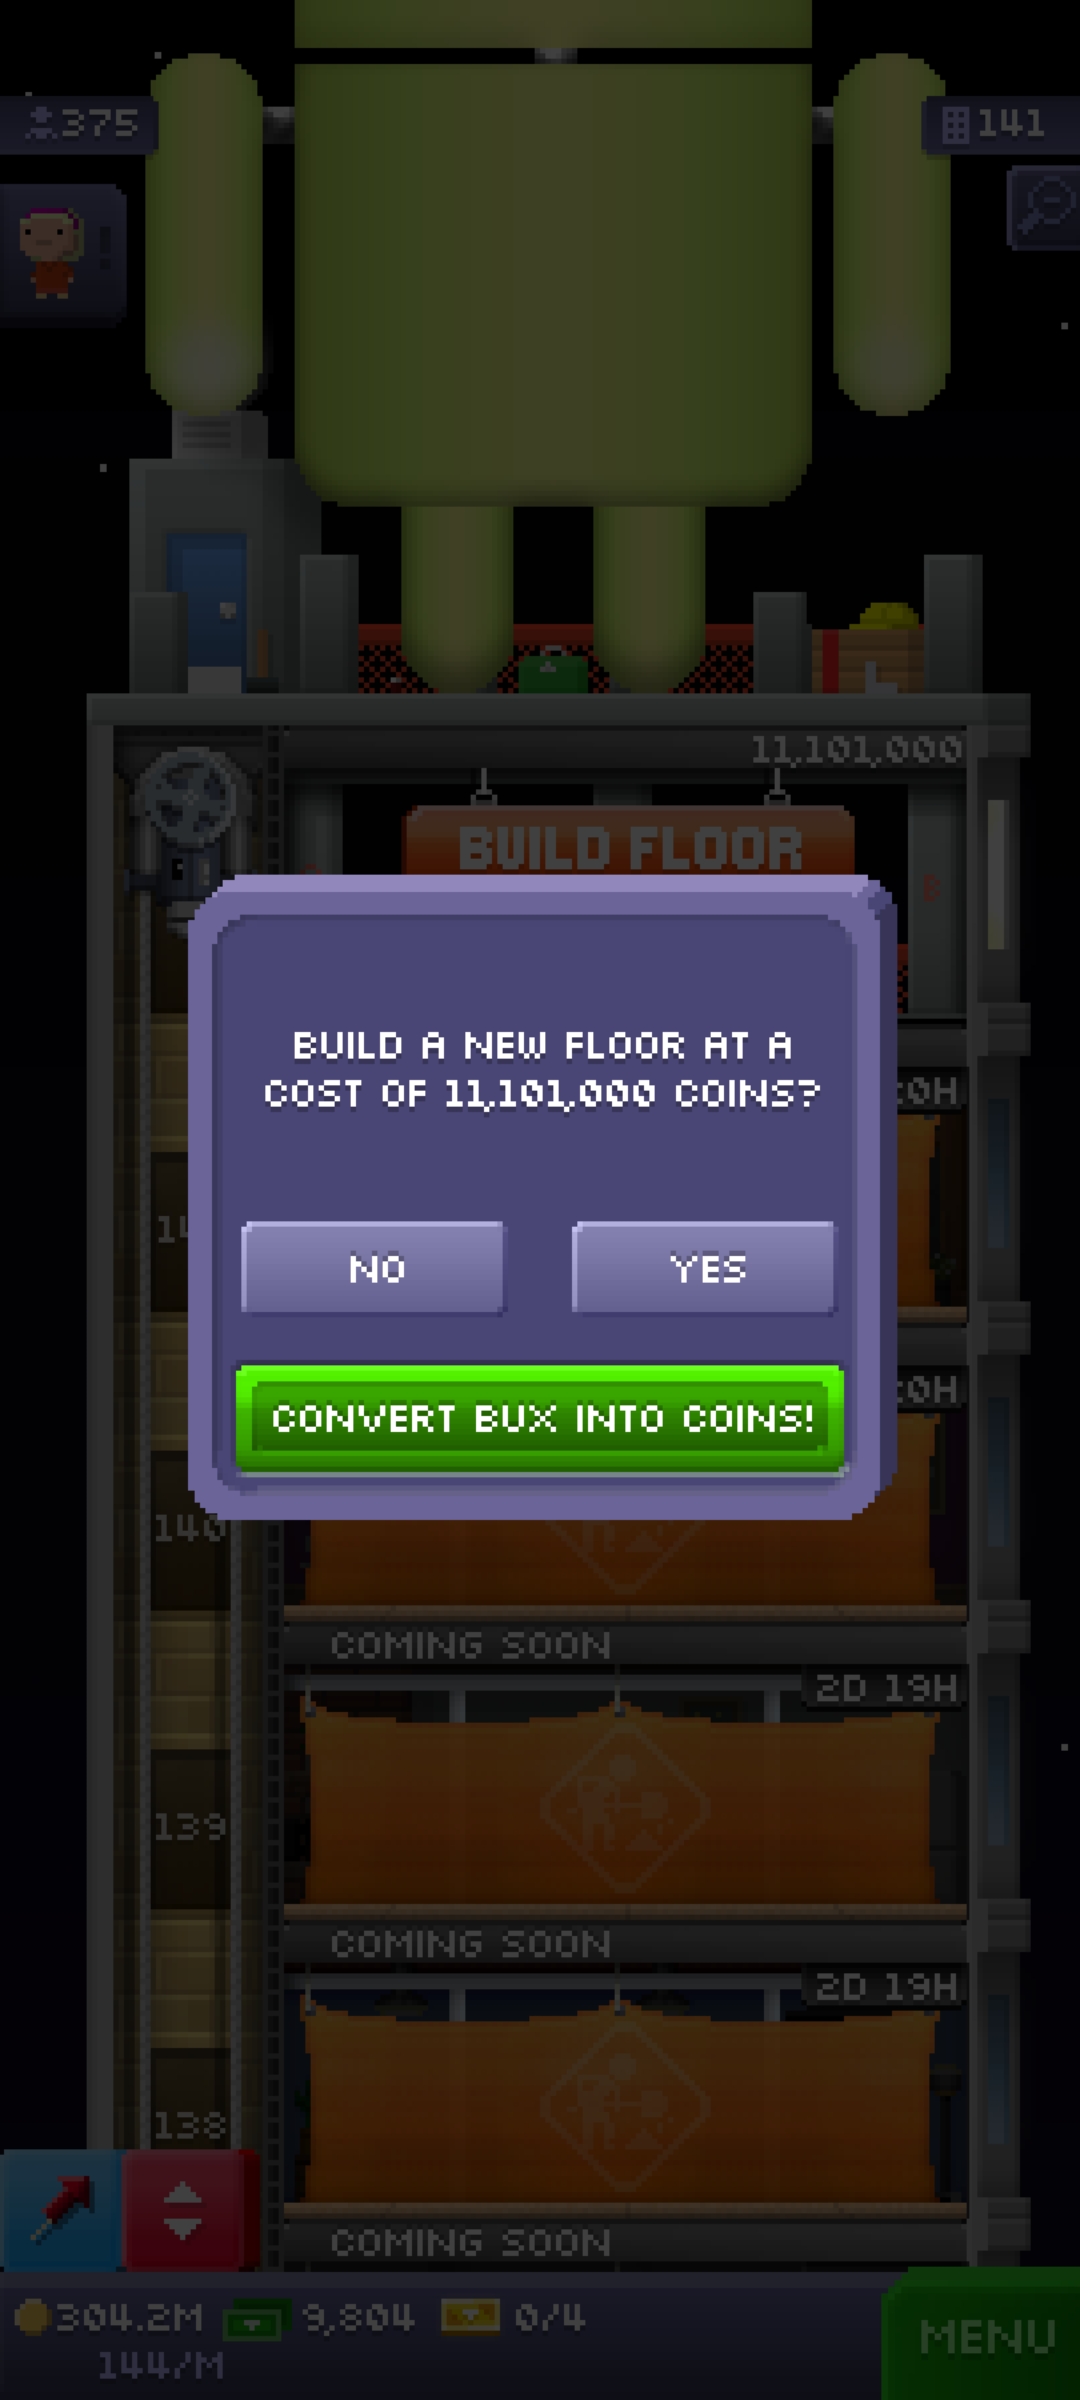 375
141
11,101,000
BUILD FLOOR
B
BUILD A NEW FLOOR AT A
COST OF 11,101,000 COINS?
NO
YES
CONVERT BUX INTO COINS!
140
COMING SOON
2D 19H
139
COMING SOON
2D 19H
138
COMING SOON
304.2M
9,804
0/4
144/M
MENU